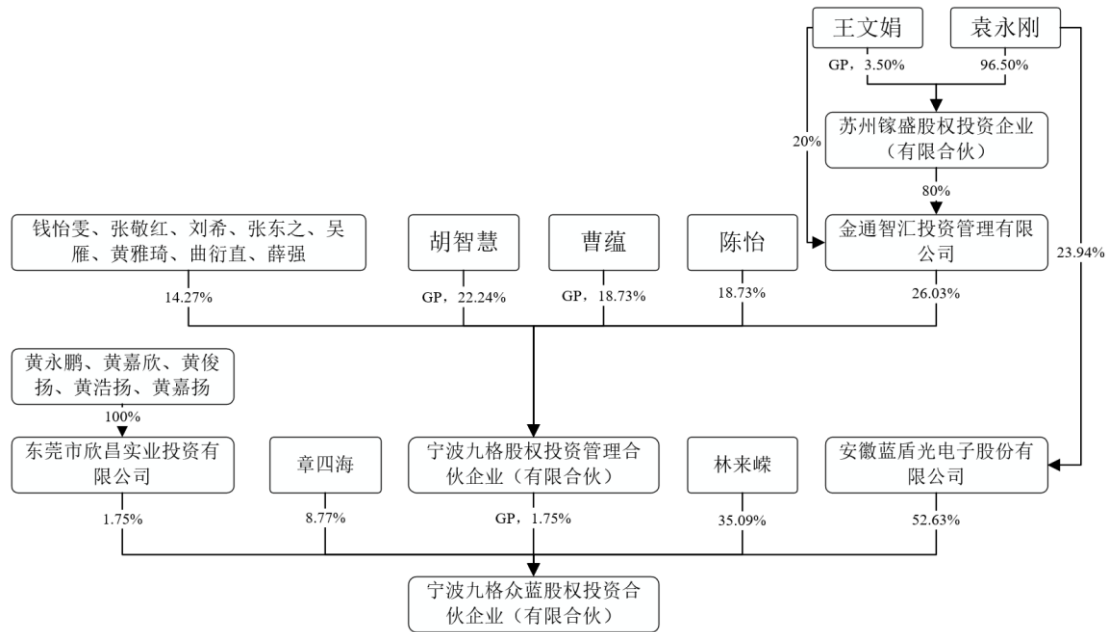 王文娟
袁永刚
GP，3.50%
96.50%
苏州镓盛股权投资企业
（有限合伙）
20%
80%
钱怡雯、张敬红、刘希、张东之、吴
雁、黄雅琦、曲衍直、薛强
胡智慧
曹蕴
陈怡
金通智汇投资管理有限
公司
23.94%
14.27%
GP，22.24%
GP，18.73%
18.73%
26.03%
黄永鹏、黄嘉欣、黄俊
扬、黄浩扬、黄嘉扬
100%
东莞市欣昌实业投资有
限公司
章四海
宁波九格股权投资管理合
伙企业（有限合伙）
林来嵘
安徽蓝盾光电子股份有
限公司
1.75%
8.77%
GP，1.75%
35.09%
52.63%
宁波九格众蓝股权投资合
伙企业（有限合伙）